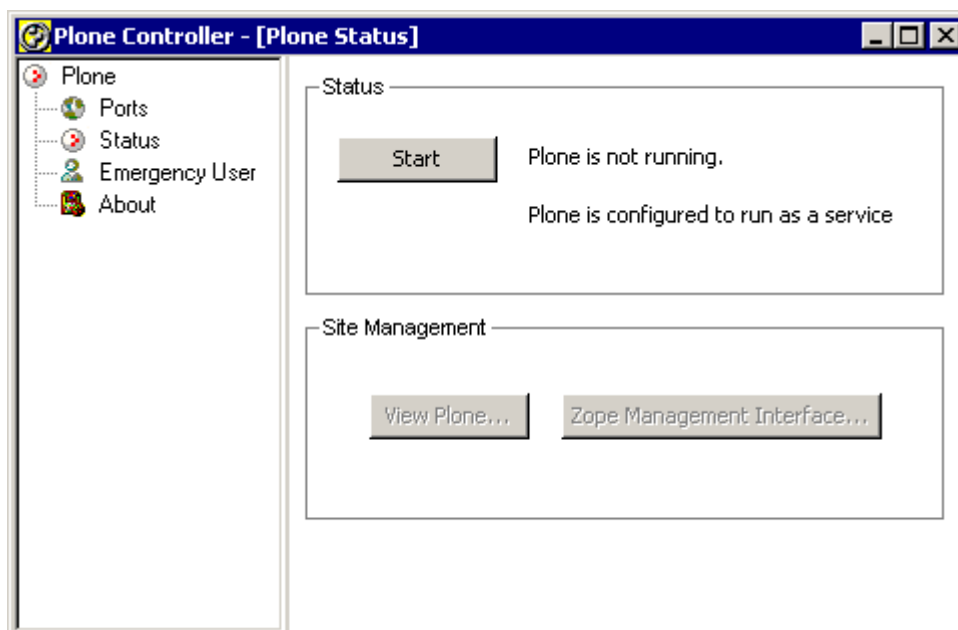 Plone Controller - [Plone Status]
Plone
Ports
Status
Emergency User
About
Status
Start
Plone is not running.
Plone is configured to run as a service
Site Management
View Plone...
Zope Management Interface...